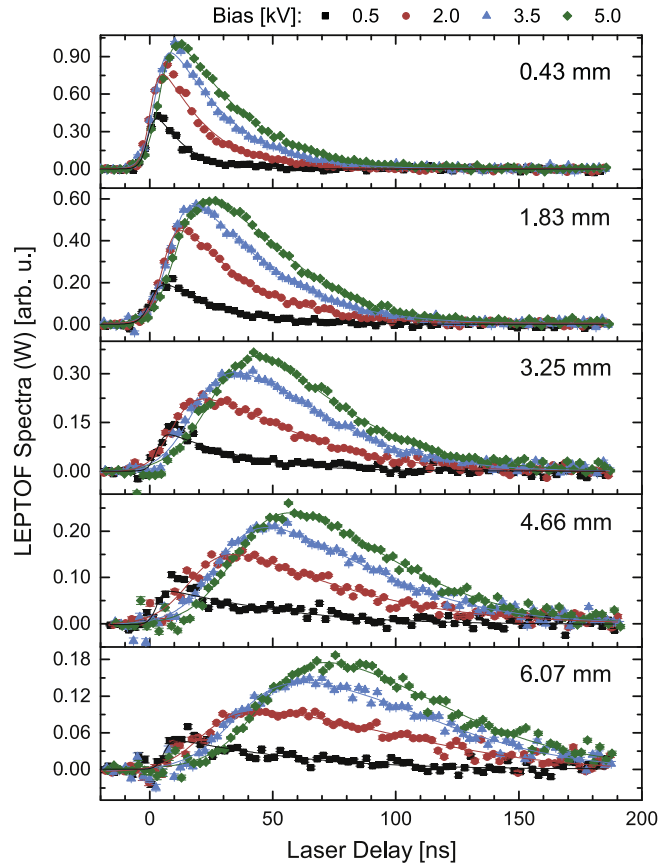 Bias [kV]: 0.5 2.0 3.5 5.0
0.90
0.60
0.30
0.00
0.43 mm
0.60
0.40
0.20
0.00
1.83 mm
0.30
0.15
0.00
3.25 mm
0.20
0.10
0.00
4.66 mm
0.18
0.12
0.06
0.00
6.07 mm
LEPTOF Spectra (W) [arb. u.]
0 50 100 150 200
Laser Delay [ns]